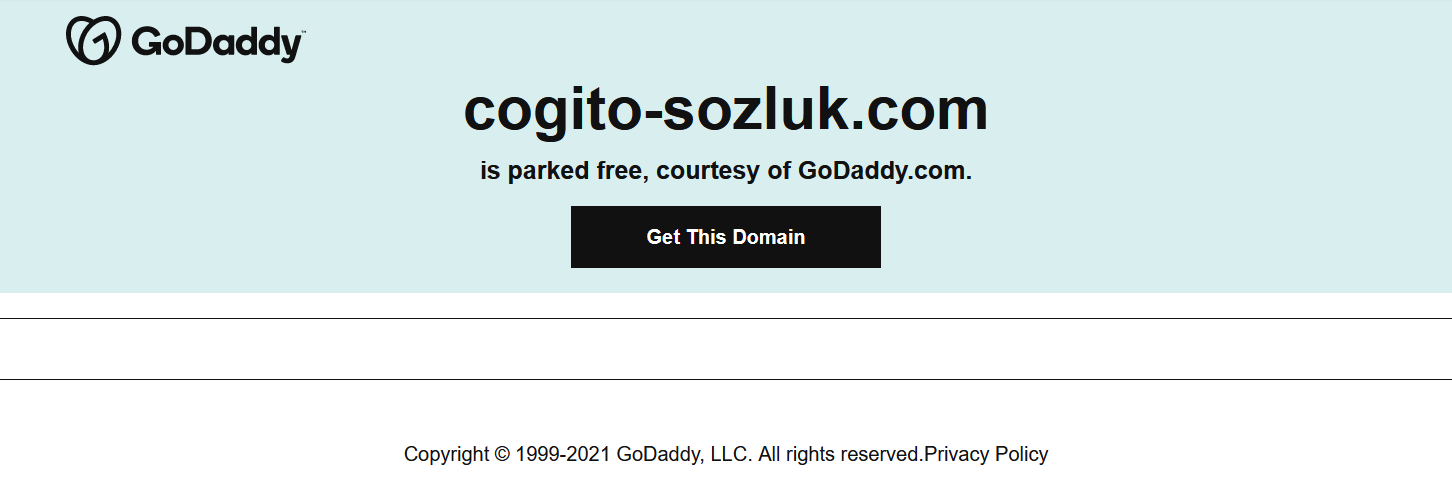 GoDaddy™
cogito-sozluk.com
is parked free, courtesy of GoDaddy.com.
Get This Domain
Copyright © 1999-2021 GoDaddy, LLC. All rights reserved.Privacy Policy